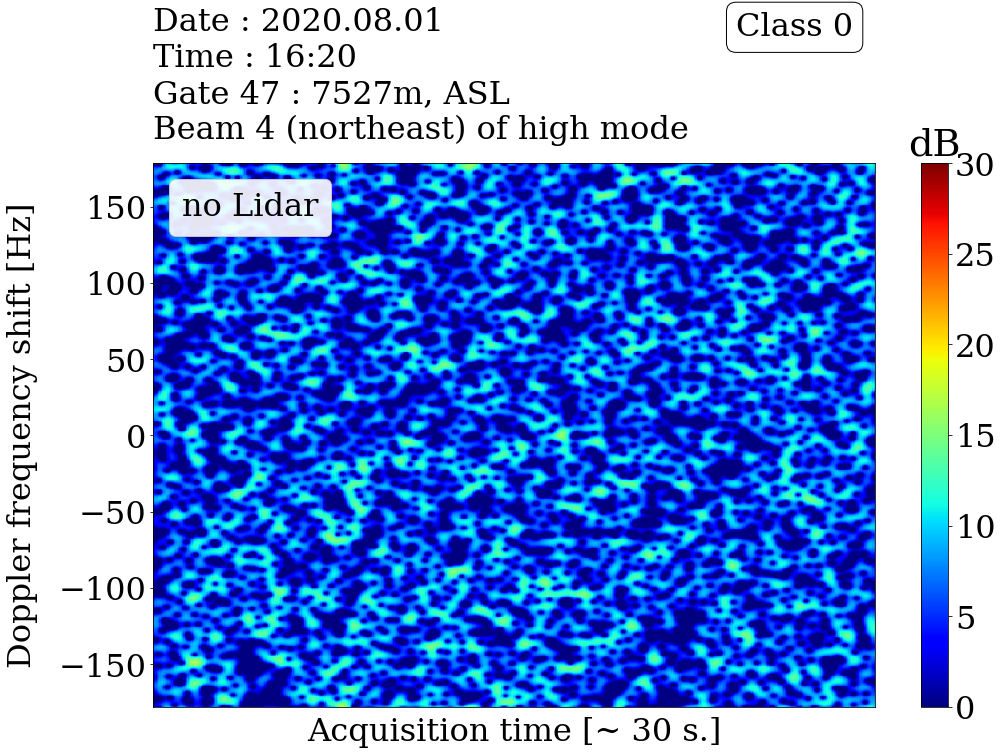 Date : 2020.08.01
Class 0
Time : 16:20
Gate 47 : 7527m, ASL
Beam 4 (northeast) of high mode
dB
no Lidar
Doppler frequency shift [Hz]
150
100
50
0
−50
−100
−150
30
25
20
15
10
5
0
Acquisition time [~ 30 s.]